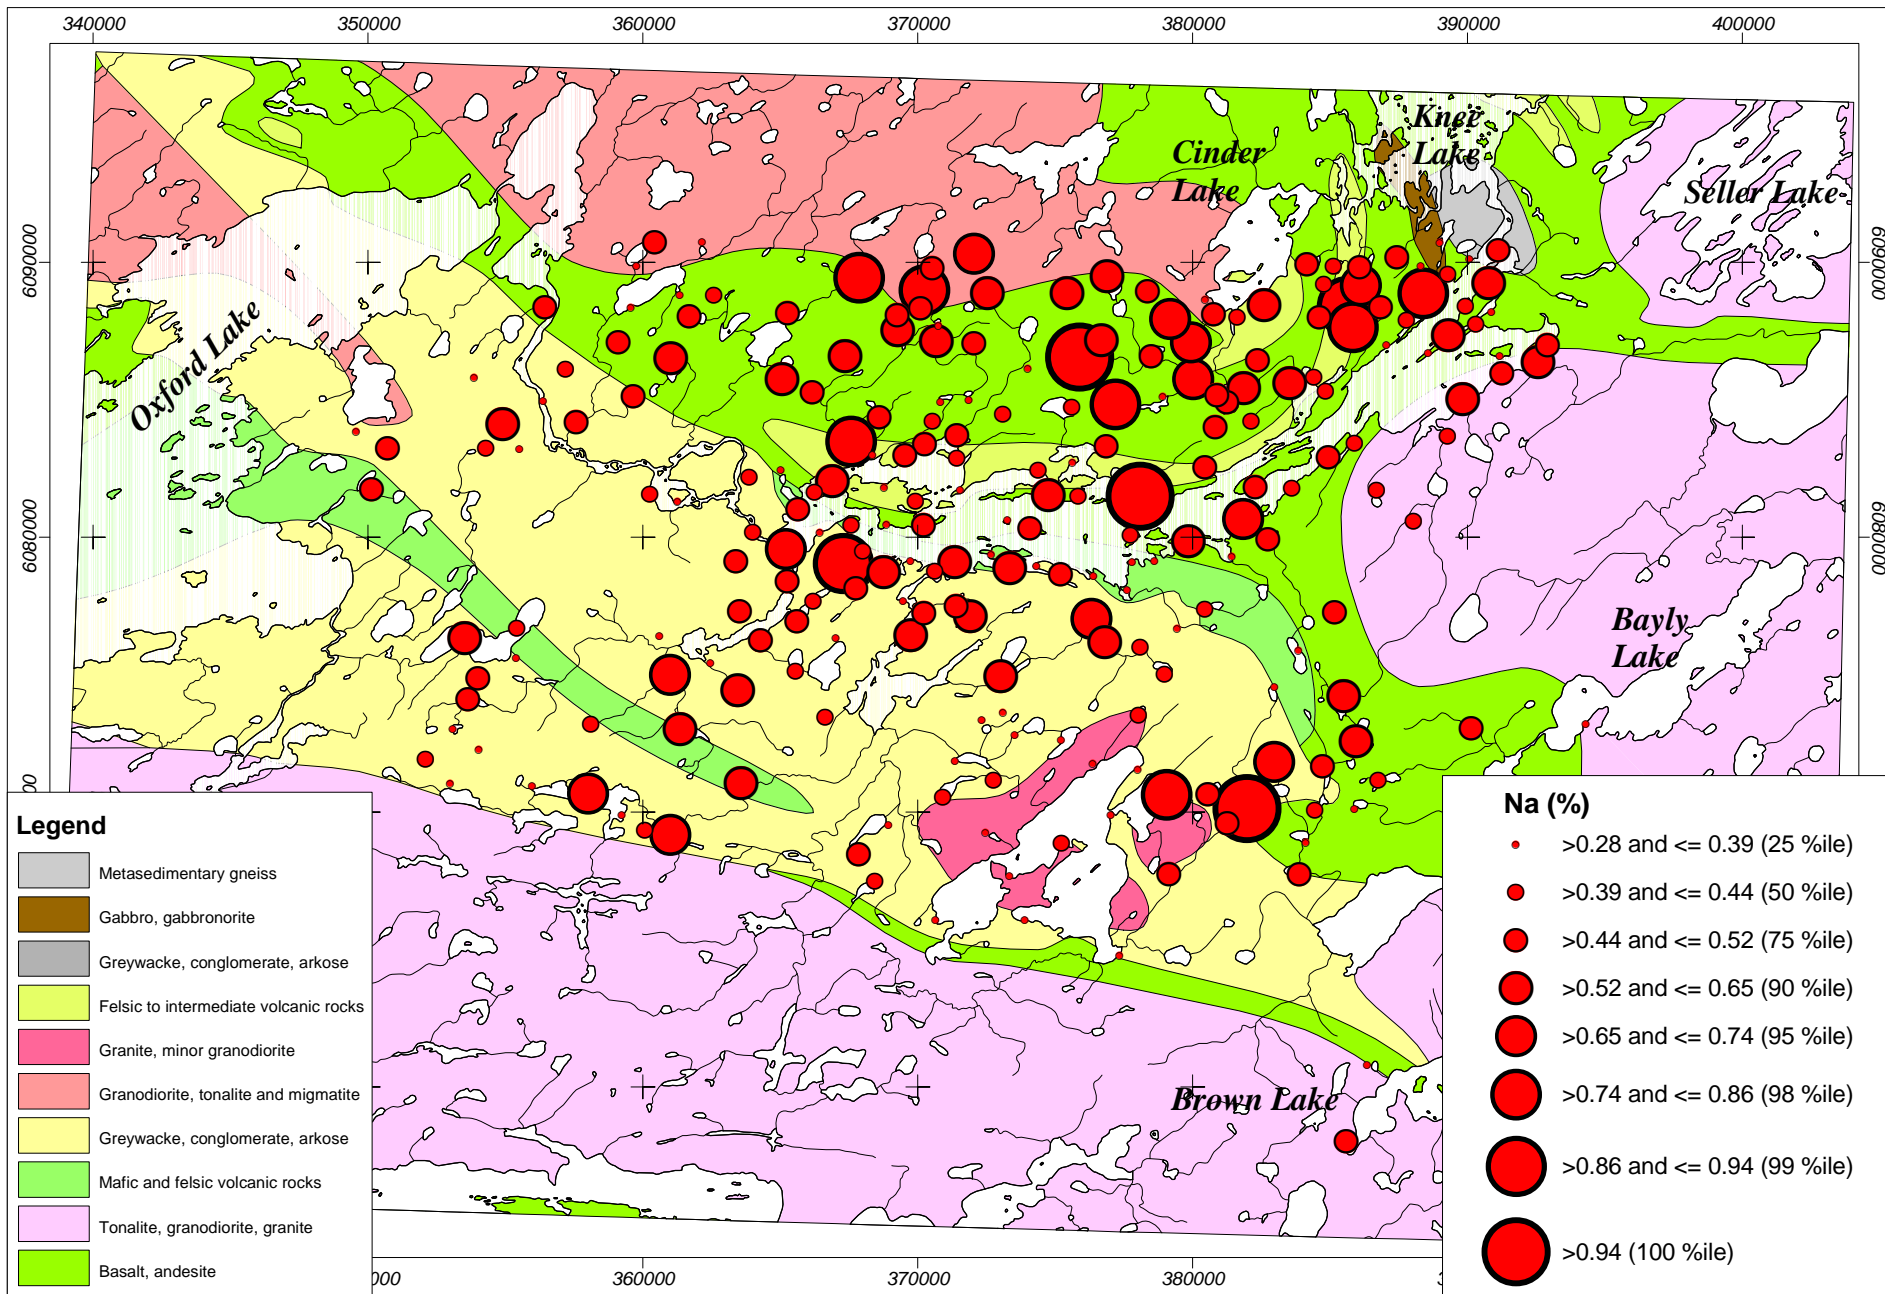 340000 350000 360000 370000 380000 390000 400000
Knee
Lake
Cinder
Lake
Seller Lake
6090000 6090000
Oxford Lake
6080000 6080000
Bayly
Lake
Brown Lake
Legend
Metasedimentary gneiss
Gabbro, gabbronorite
Greywacke, conglomerate, arkose
Felsic to intermediate volcanic rocks
Granite, minor granodiorite
Granodiorite, tonalite and migmatite
Greywacke, conglomerate, arkose
Mafic and felsic volcanic rocks
Tonalite, granodiorite, granite
Basalt, andesite
Na (%)
>0.28 and <= 0.39 (25 %ile)
>0.39 and <= 0.44 (50 %ile)
>0.44 and <= 0.52 (75 %ile)
>0.52 and <= 0.65 (90 %ile)
>0.65 and <= 0.74 (95 %ile)
>0.74 and <= 0.86 (98 %ile)
>0.86 and <= 0.94 (99 %ile)
>0.94 (100 %ile)
360000 370000 380000